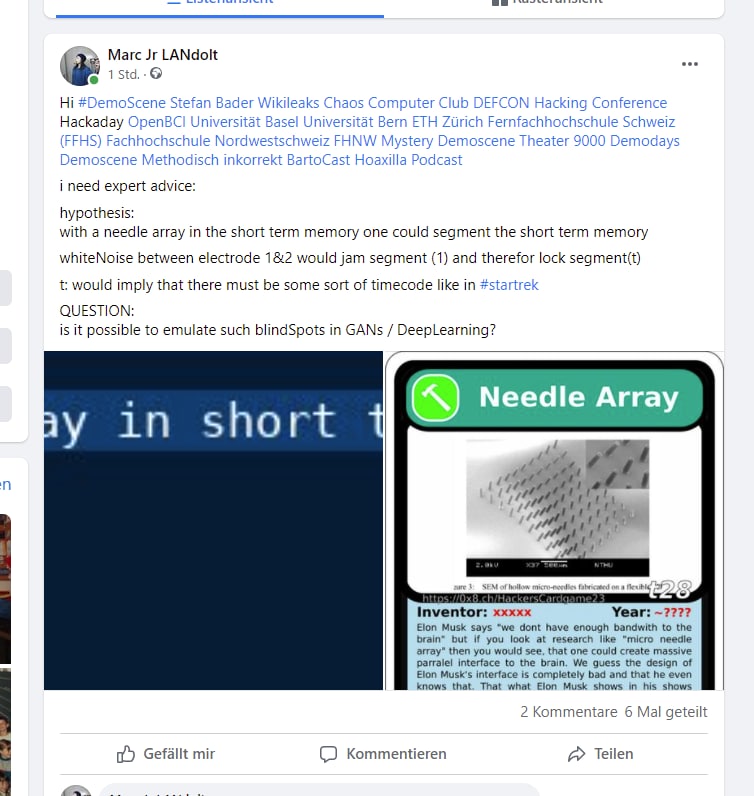 Listenansicht
Rasteransicht
Marc Jr LANdolt
1 Std. ·
Hi #DemoScene Stefan Bader Wikileaks Chaos Computer Club DEFCON Hacking Conference
Hackaday OpenBCI Universität Basel Universität Bern ETH Zürich Fernfachhochschule Schweiz
(FFHS) Fachhochschule Nordwestschweiz FHNW Mystery Demoscene Theater 9000 Demodays
Demoscene Methodisch inkorrekt BartoCast Hoaxilla Podcast
i need expert advice:
hypothesis:
with a needle array in the short term memory one could segment the short term memory
whiteNoise between electrode 1&2 would jam segment (1) and therefor lock segment(t)
t: would imply that there must be some sort of timecode like in #startrek
QUESTION:
is it possible to emulate such blindSpots in GANs / DeepLearning?
en
ay in short t
Needle Array
2.0kU X37 500µm NTHU
ure 3: SEM of hollow micro-needles fabricated on a flexibl
t28
https://0x8.ch/HackersCardgame23
Inventor: xxxxx Year: ~????
Elon Musk says "we dont have enough bandwith to the
brain" but if you look at research like "micro needle
array" then you would see, that one could create massive
parralel interface to the brain. We guess the design of
Elon Musk's interface is completely bad and that he even
knows that. That what Elon Musk shows in his shows
2 Kommentare 6 Mal geteilt
Gefällt mir
Kommentieren
Teilen